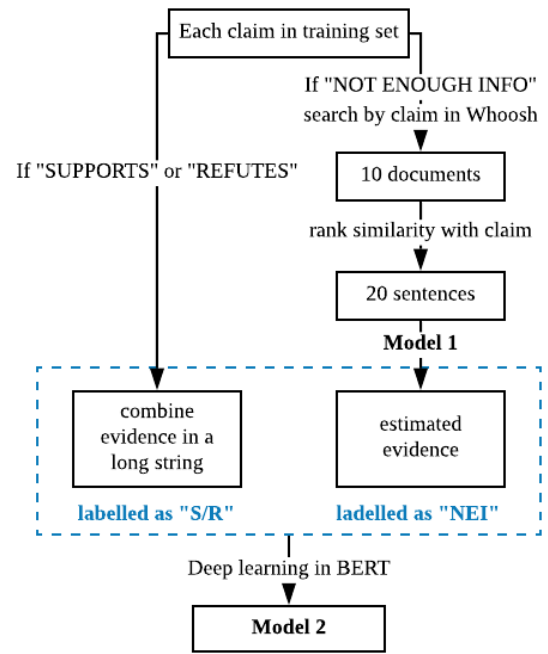 Each claim in training set
If "NOT ENOUGH INFO"
search by claim in Whoosh
If "SUPPORTS" or "REFUTES"
10 documents
rank similarity with claim
20 sentences
Model 1
combine
evidence in a
long string
estimated
evidence
labelled as "S/R"
ladelled as "NEI"
Deep learning in BERT
Model 2